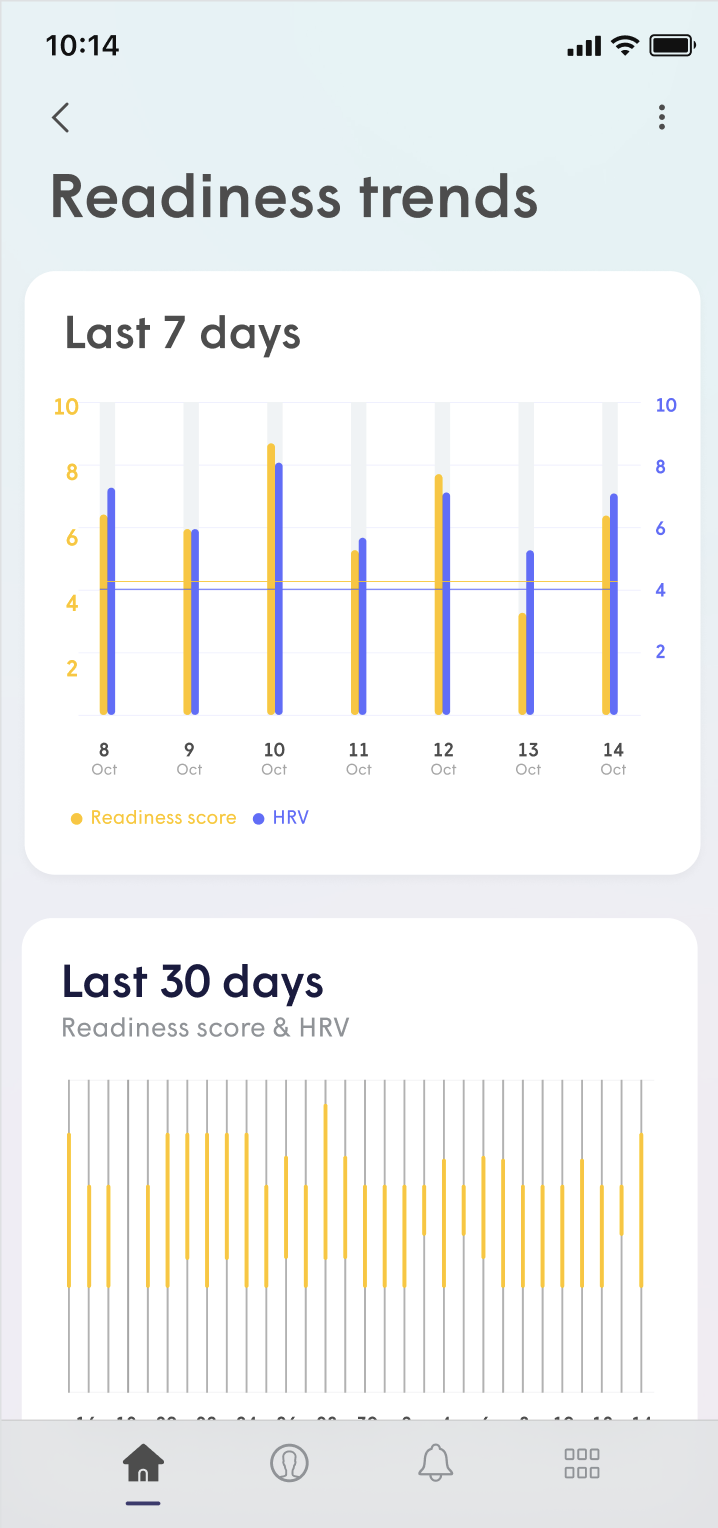 10:14
Readiness trends
Last 7 days
10 10
8 8
6 6
4 4
2 2
8 9 10 11 12 13 14
Oct Oct Oct Oct Oct Oct Oct
Readiness score HRV
Last 30 days
Readiness score & HRV